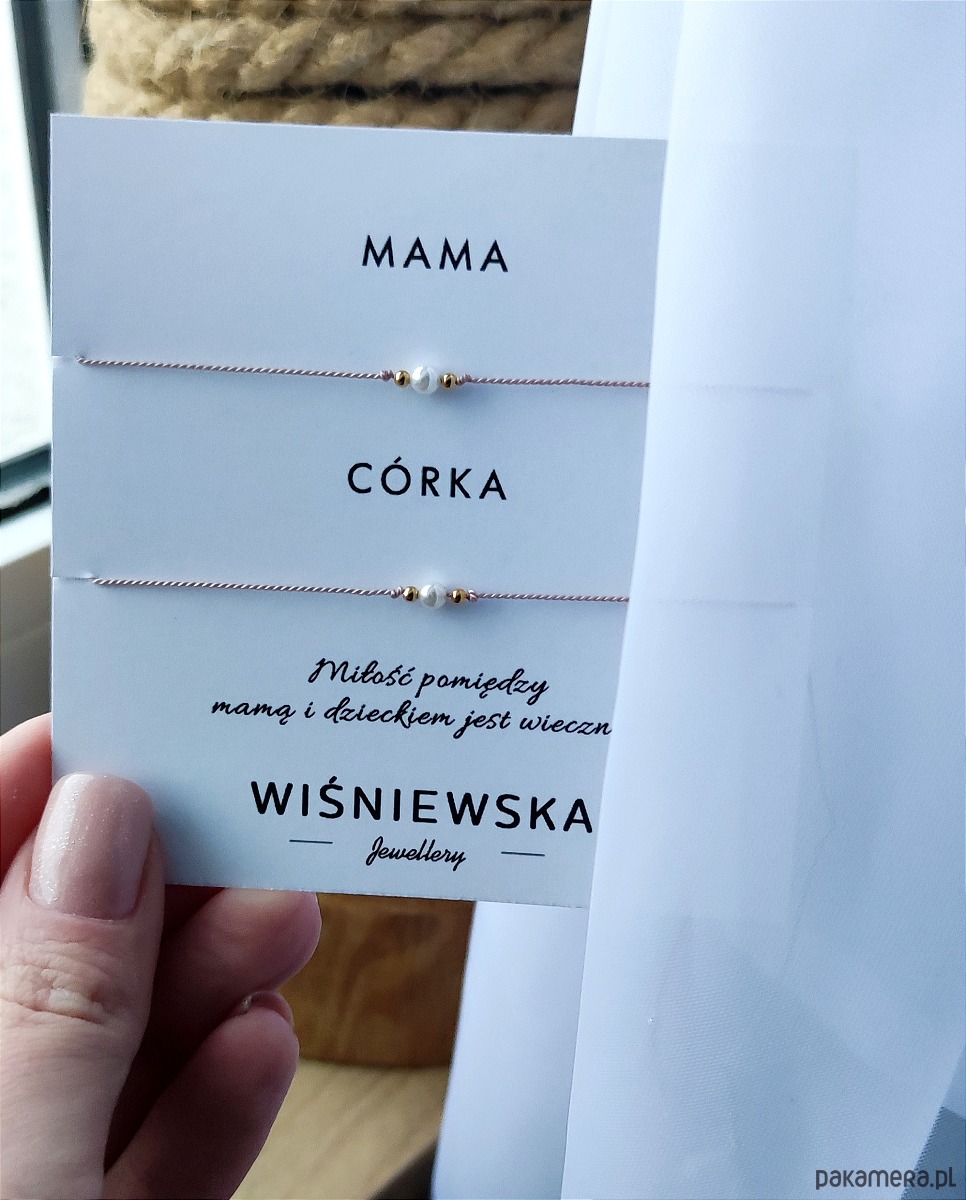 MAMA
CÓRKA
Miłość pomiędzy
mamą i dzieckiem jest wieczn
WIŚNIEWSKA
Jewellery
pakamera.pl